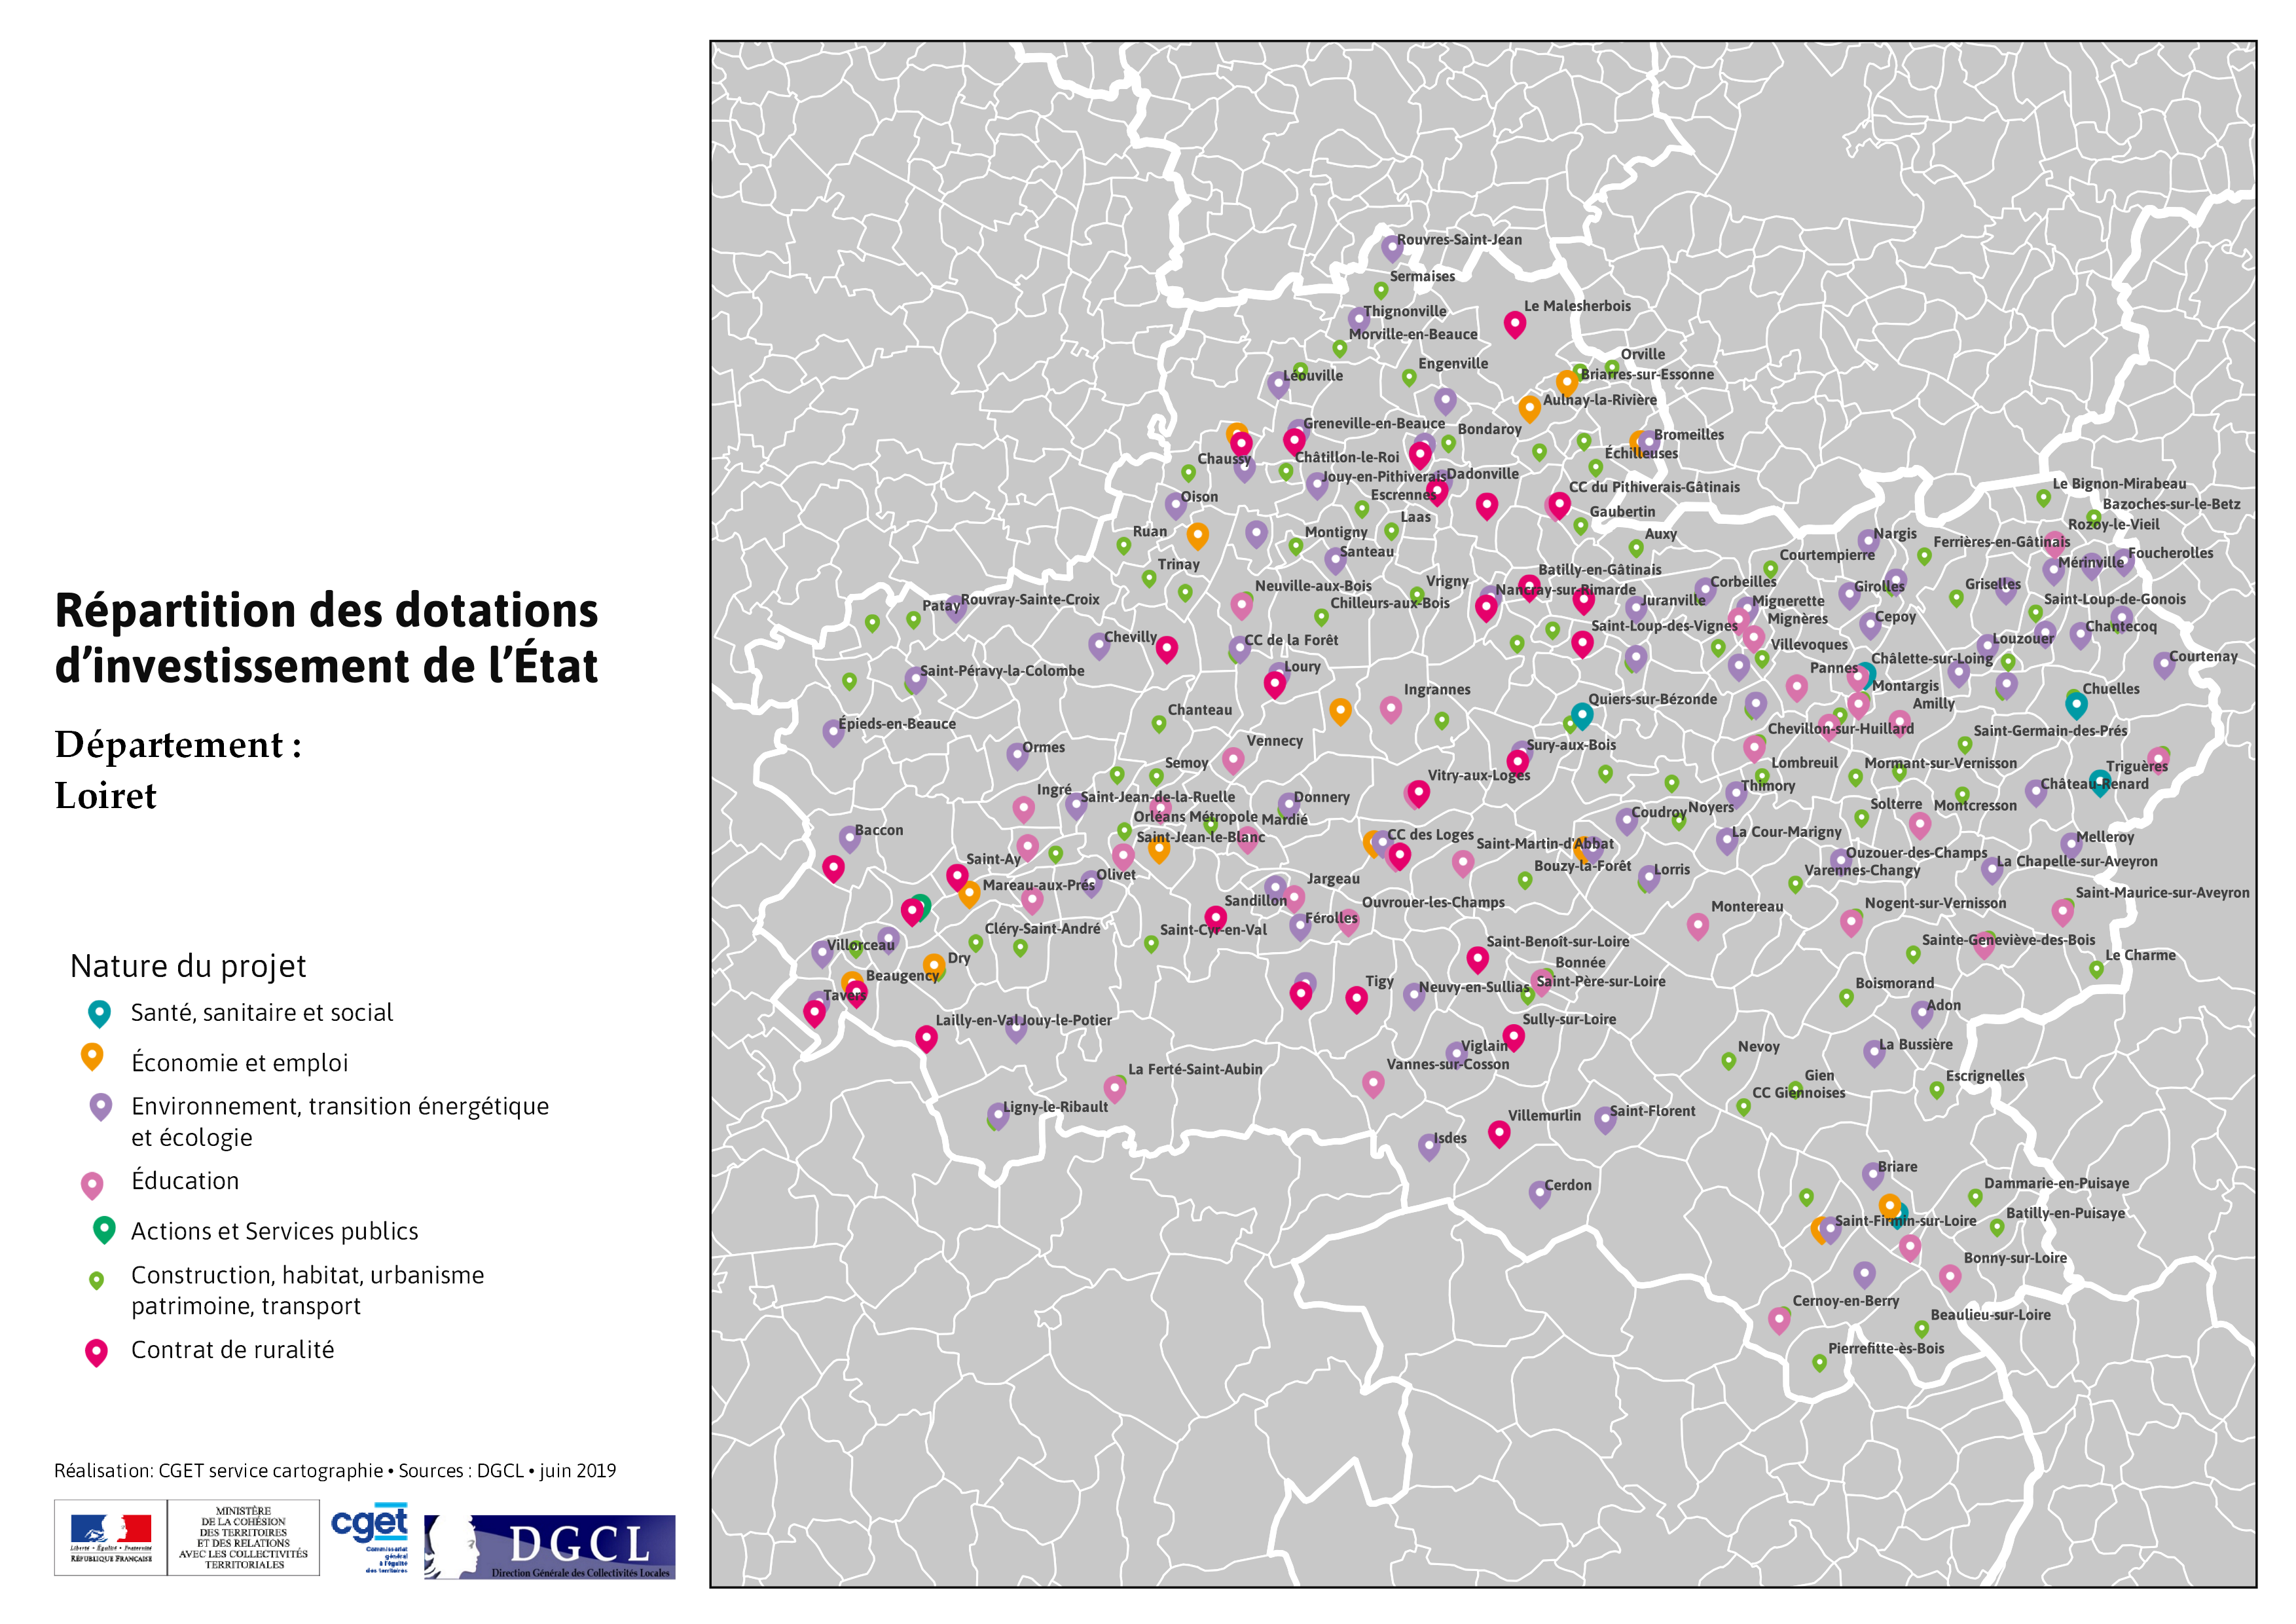 Répartition des dotations
d'investissement de l'État
Département :
Loiret
Nature du projet
Santé, sanitaire et social
Économie et emploi
Environnement, transition énergétique
et écologie
Éducation
Actions et Services publics
Construction, habitat, urbanisme
patrimoine, transport
Contrat de ruralité
Réalisation: CGET service cartographie • Sources : DGCL • juin 2019
Liberté • Égalité • Fraternité
RÉPUBLIQUE FRANÇAISE
MINISTÈRE
DE LA COHÉSION
DES TERRITOIRES
ET DES RELATIONS
AVEC LES COLLECTIVITÉS
TERRITORIALES
cget
Commissariat
général
à l'égalité
des territoires
DGCL
Direction Générale des Collectivités Locales
Rouvres-Saint-Jean
Sermaises
Le Malesherbois
Thignonville
Morville-en-Beauce
Orville
Engenville
Léouville
Briarres-sur-Essonne
Aulnay-la-Rivière
Greneville-en-Beauce
Bondaroy
Bromeilles
Échilleuses
Chaussy
Châtillon-le-Roi
Jouy-en-Pithiverais
Dadonville
CC du Pithiverais-Gâtinais
Escrennes
Oison
Gaubertin
Laas
Le Bignon-Mirabeau
Bazoches-sur-le-Betz
Rozoy-le-Vieil
Ruan
Montigny
Auxy
Nargis
Ferrières-en-Gâtinais
Foucherolles
Santeau
Courtempierre
Mérinville
Trinay
Batilly-en-Gâtinais
Neuville-aux-Bois
Vrigny
Nancray-sur-Rimarde
Corbeilles
Girolles
Griselles
Patay
Rouvray-Sainte-Croix
Chilleurs-aux-Bois
Juranville
Mignerette
Saint-Loup-de-Gonois
Mignères
Cepoy
Saint-Loup-des-Vignes
Chantecoq
Chevilly
CC de la Forêt
Villevoques
Louzouer
Courtenay
Saint-Péravy-la-Colombe
Loury
Pannes
Châlette-sur-Loing
Ingrannes
Montargis
Chuelles
Quiers-sur-Bézonde
Amilly
Chanteau
Épieds-en-Beauce
Chevillon-sur-Huillard
Saint-Germain-des-Prés
Ormes
Vennecy
Sury-aux-Bois
Semoy
Lombreuil
Mormant-sur-Vernisson
Triguères
Vitry-aux-Loges
Thimory
Château-Renard
Ingré
Saint-Jean-de-la-Ruelle
Donnery
Solterre
Montcresson
Coudroy
Noyers
Orléans Métropole
Mardié
Baccon
Saint-Jean-le-Blanc
CC des Loges
Saint-Martin-d'Abbat
La Cour-Marigny
Melleroy
Saint-Ay
Ouzouer-des-Champs
La Chapelle-sur-Aveyron
Bouzy-la-Forêt
Lorris
Varennes-Changy
Mareau-aux-Prés
Olivet
Jargeau
Saint-Maurice-sur-Aveyron
Sandillon
Ouvrouer-les-Champs
Montereau
Nogent-sur-Vernisson
Férolles
Cléry-Saint-André
Saint-Cyr-en-Val
Villorceau
Saint-Benoît-sur-Loire
Sainte-Geneviève-des-Bois
Le Charme
Dry
Bonnée
Beaugency
Tigy
Saint-Père-sur-Loire
Boismorand
Neuvy-en-Sullias
Tavers
Adon
Lailly-en-Val
Jouy-le-Potier
Sully-sur-Loire
Viglain
Nevoy
La Bussière
Vannes-sur-Cosson
La Ferté-Saint-Aubin
Gien
Escrignelles
CC Giennoises
Ligny-le-Ribault
Villemurlin
Saint-Florent
Isdes
Briare
Cerdon
Dammarie-en-Puisaye
Batilly-en-Puisaye
Saint-Firmin-sur-Loire
Bonny-sur-Loire
Cernoy-en-Berry
Beaulieu-sur-Loire
Pierrefitte-ès-Bois